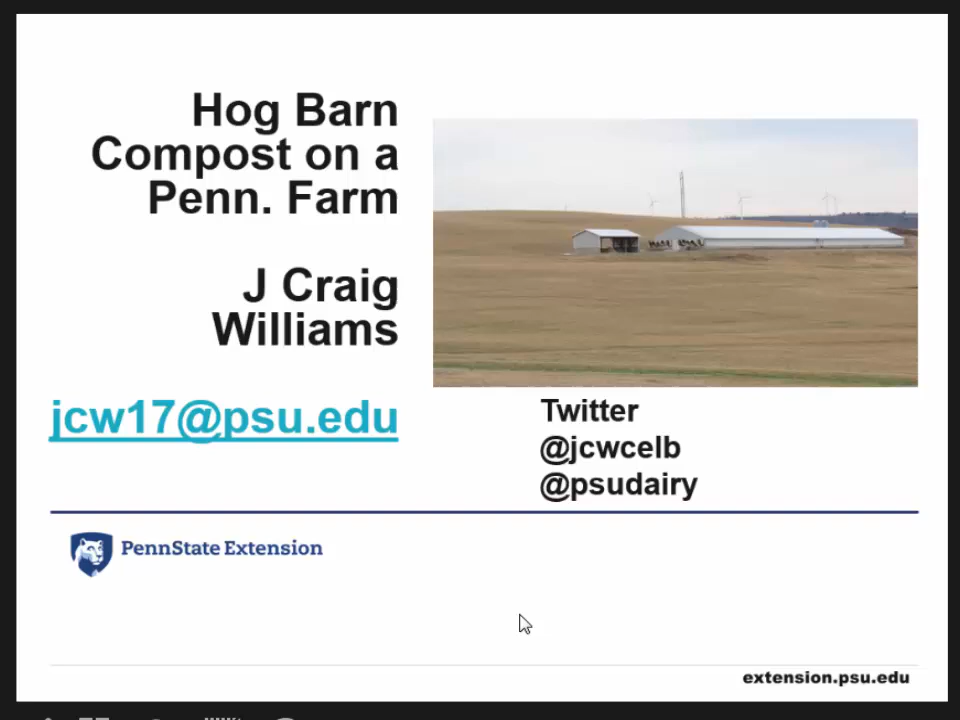 Hog Barn
Compost on a
Penn. Farm
J Craig
Williams
jcw17@psu.edu
Twitter
@jcwcelb
@psudairy
PennState Extension
extension.psu.edu